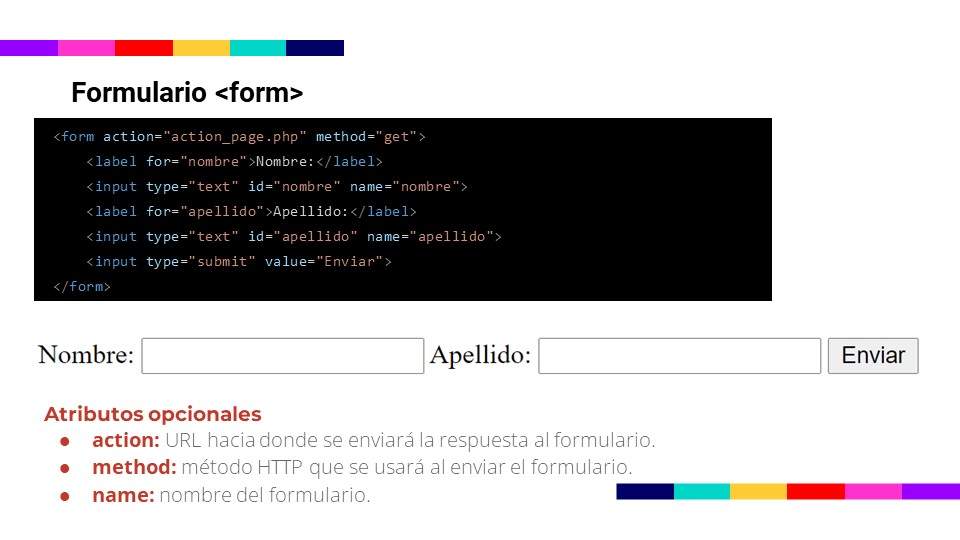 Formulario <form>
<form action="action_page.php" method="get">
<label for="nombre">Nombre:</label>
<input type="text" id="nombre" name="nombre">
<label for="apellido">Apellido:</label>
<input type="text" id="apellido" name="apellido">
<input type="submit" value="Enviar">
</form>
Nombre: Apellido: Enviar
Atributos opcionales
● action: URL hacia donde se enviará la respuesta al formulario.
● method: método HTTP que se usará al enviar el formulario.
● name: nombre del formulario.